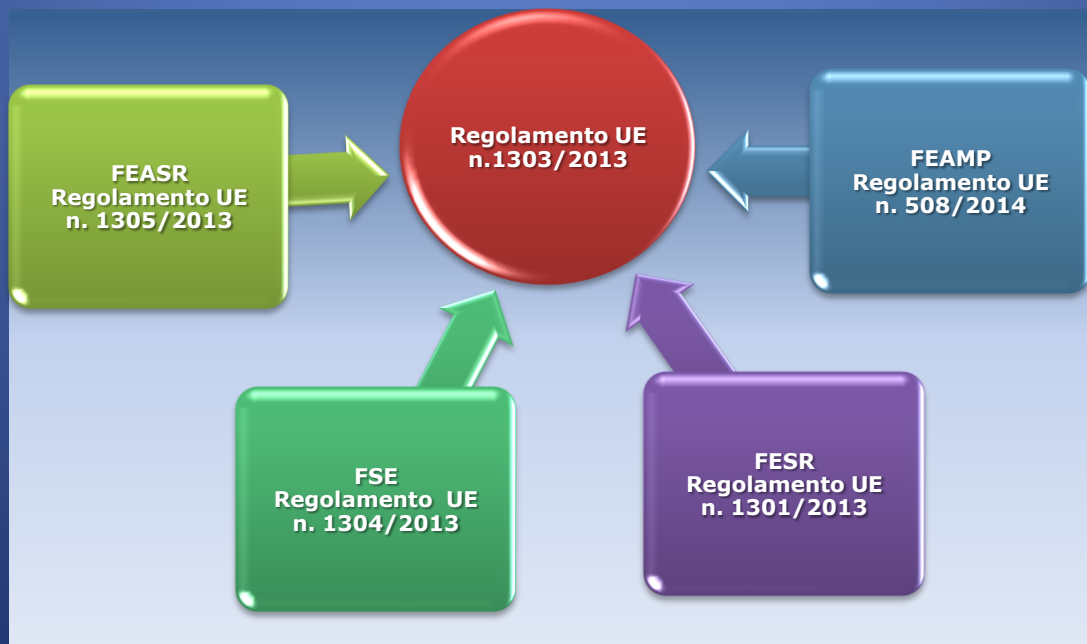 Regolamento UE
n.1303/2013
FEASR
Regolamento UE
n. 1305/2013
FEAMP
Regolamento UE
n. 508/2014
FSE
Regolamento  UE
n. 1304/2013
FESR
Regolamento UE
n. 1301/2013